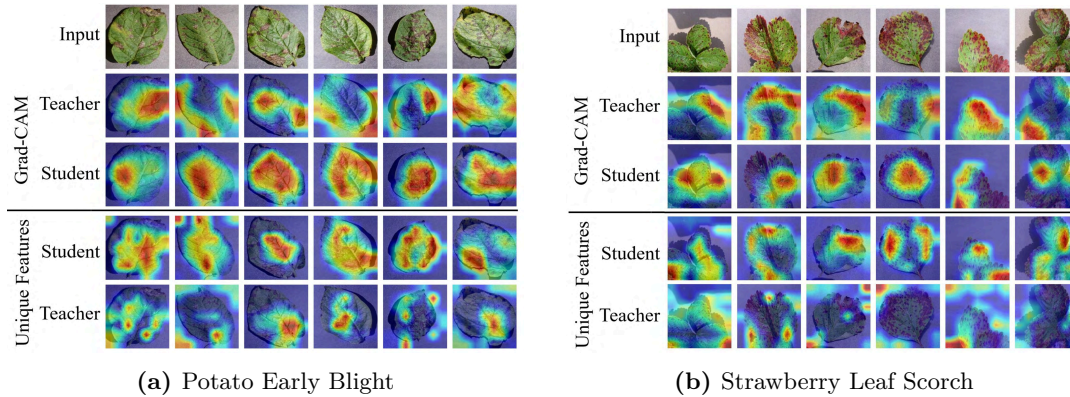 Input
Grad-CAM
Teacher
Student
Unique Features
Student
Teacher
(a) Potato Early Blight
Input
Grad-CAM
Teacher
Student
Unique Features
Student
Teacher
(b) Strawberry Leaf Scorch